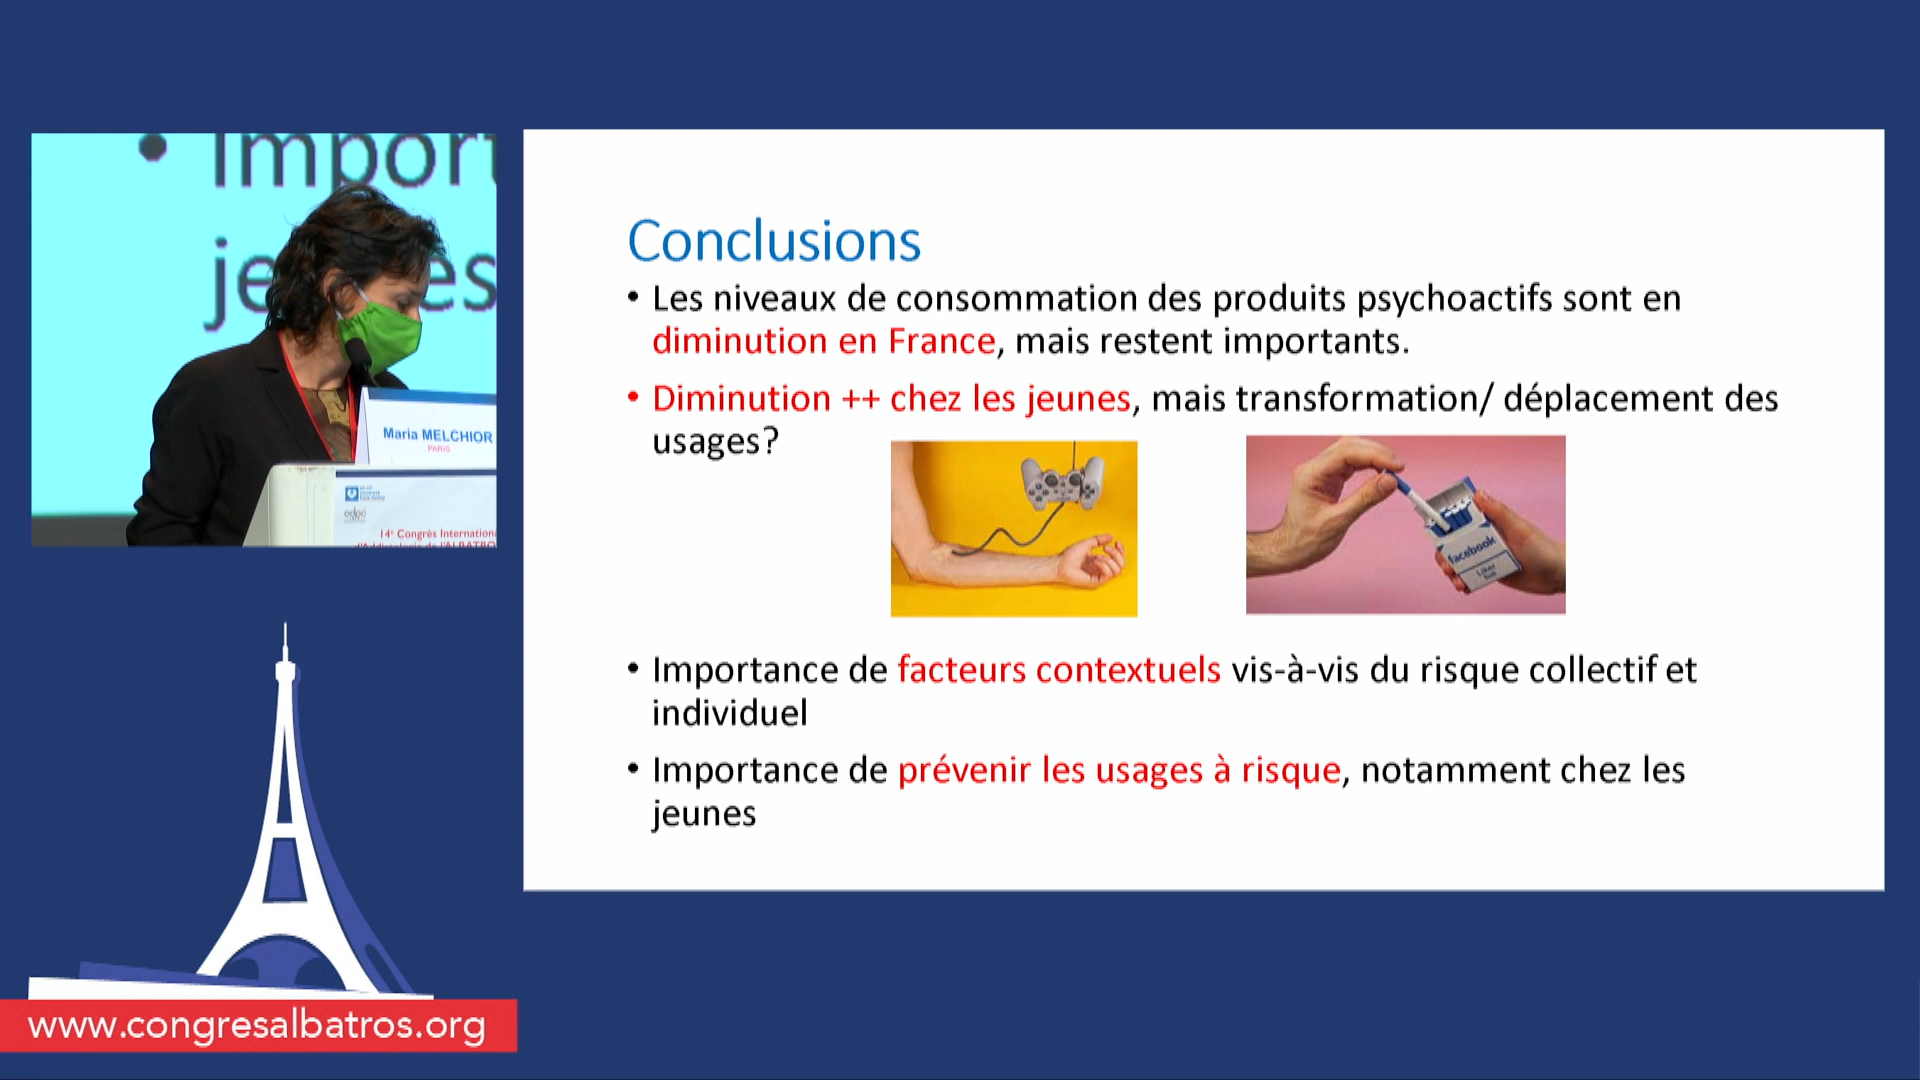 • Import
jeunes
Maria MELCHIOR
PARIS
14e Congrès Internation
d'Addictologie de l'ALBATRO
www.congresalbatros.org
Conclusions
• Les niveaux de consommation des produits psychoactifs sont en
diminution en France, mais restent importants.
• Diminution ++ chez les jeunes, mais transformation/ déplacement des
usages?
facebook
• Importance de facteurs contextuels vis-à-vis du risque collectif et
individuel
• Importance de prévenir les usages à risque, notamment chez les
jeunes